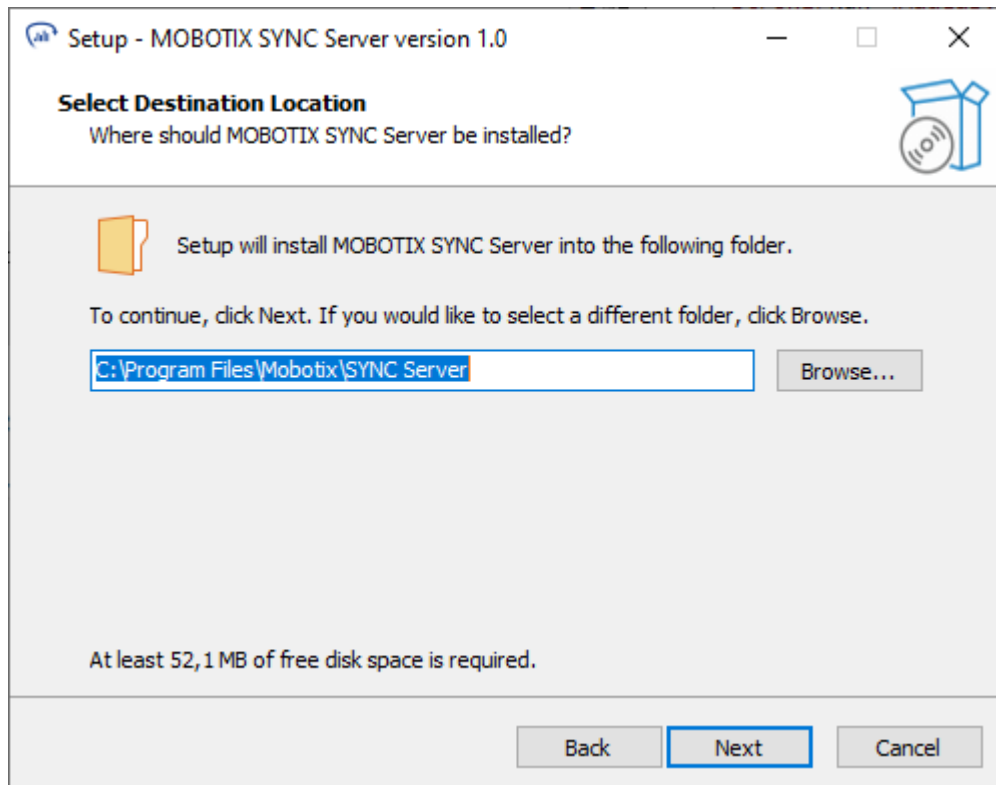 Setup - MOBOTIX SYNC Server version 1.0
Select Destination Location
Where should MOBOTIX SYNC Server be installed?
Setup will install MOBOTIX SYNC Server into the following folder.
To continue, click Next. If you would like to select a different folder, click Browse.
C:\Program Files\Mobotix\SYNC Server
Browse...
At least 52,1 MB of free disk space is required.
Back
Next
Cancel